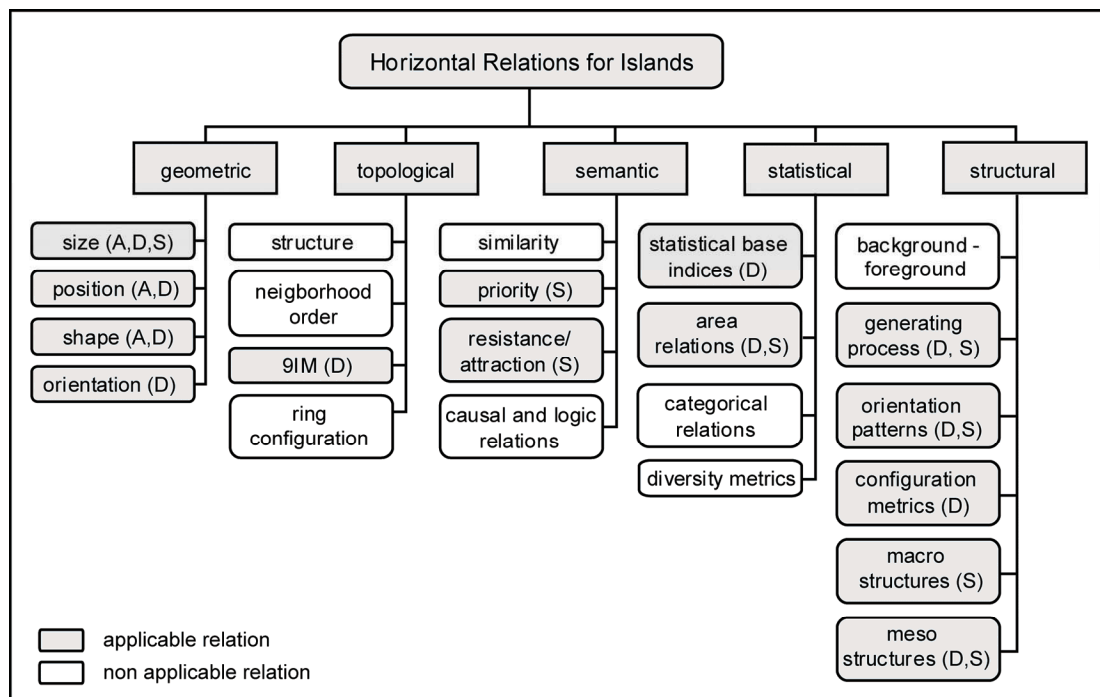 Horizontal Relations for Islands
geometric
topological
semantic
statistical
structural
size (A,D,S)
position (A,D)
shape (A,D)
orientation (D)
structure
neigborhood
order
9IM (D)
ring
configuration
similarity
priority (S)
resistance/
attraction (S)
causal and logic
relations
statistical base
indices (D)
area
relations (D,S)
categorical
relations
diversity metrics
background -
foreground
generating
process (D, S)
orientation
patterns (D,S)
configuration
metrics (D)
macro
structures (S)
meso
structures (D,S)
applicable relation
non applicable relation